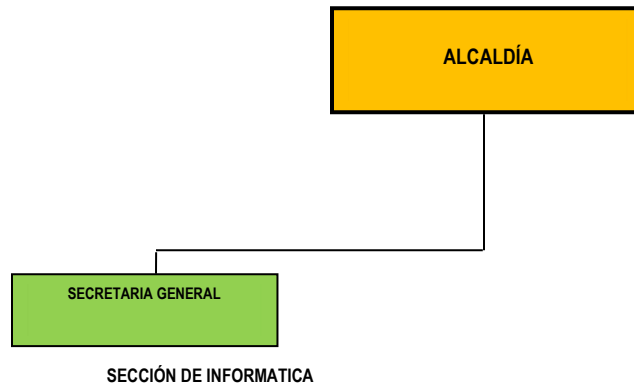 ALCALDÍA
SECRETARIA GENERAL
SECCIÓN DE INFORMATICA